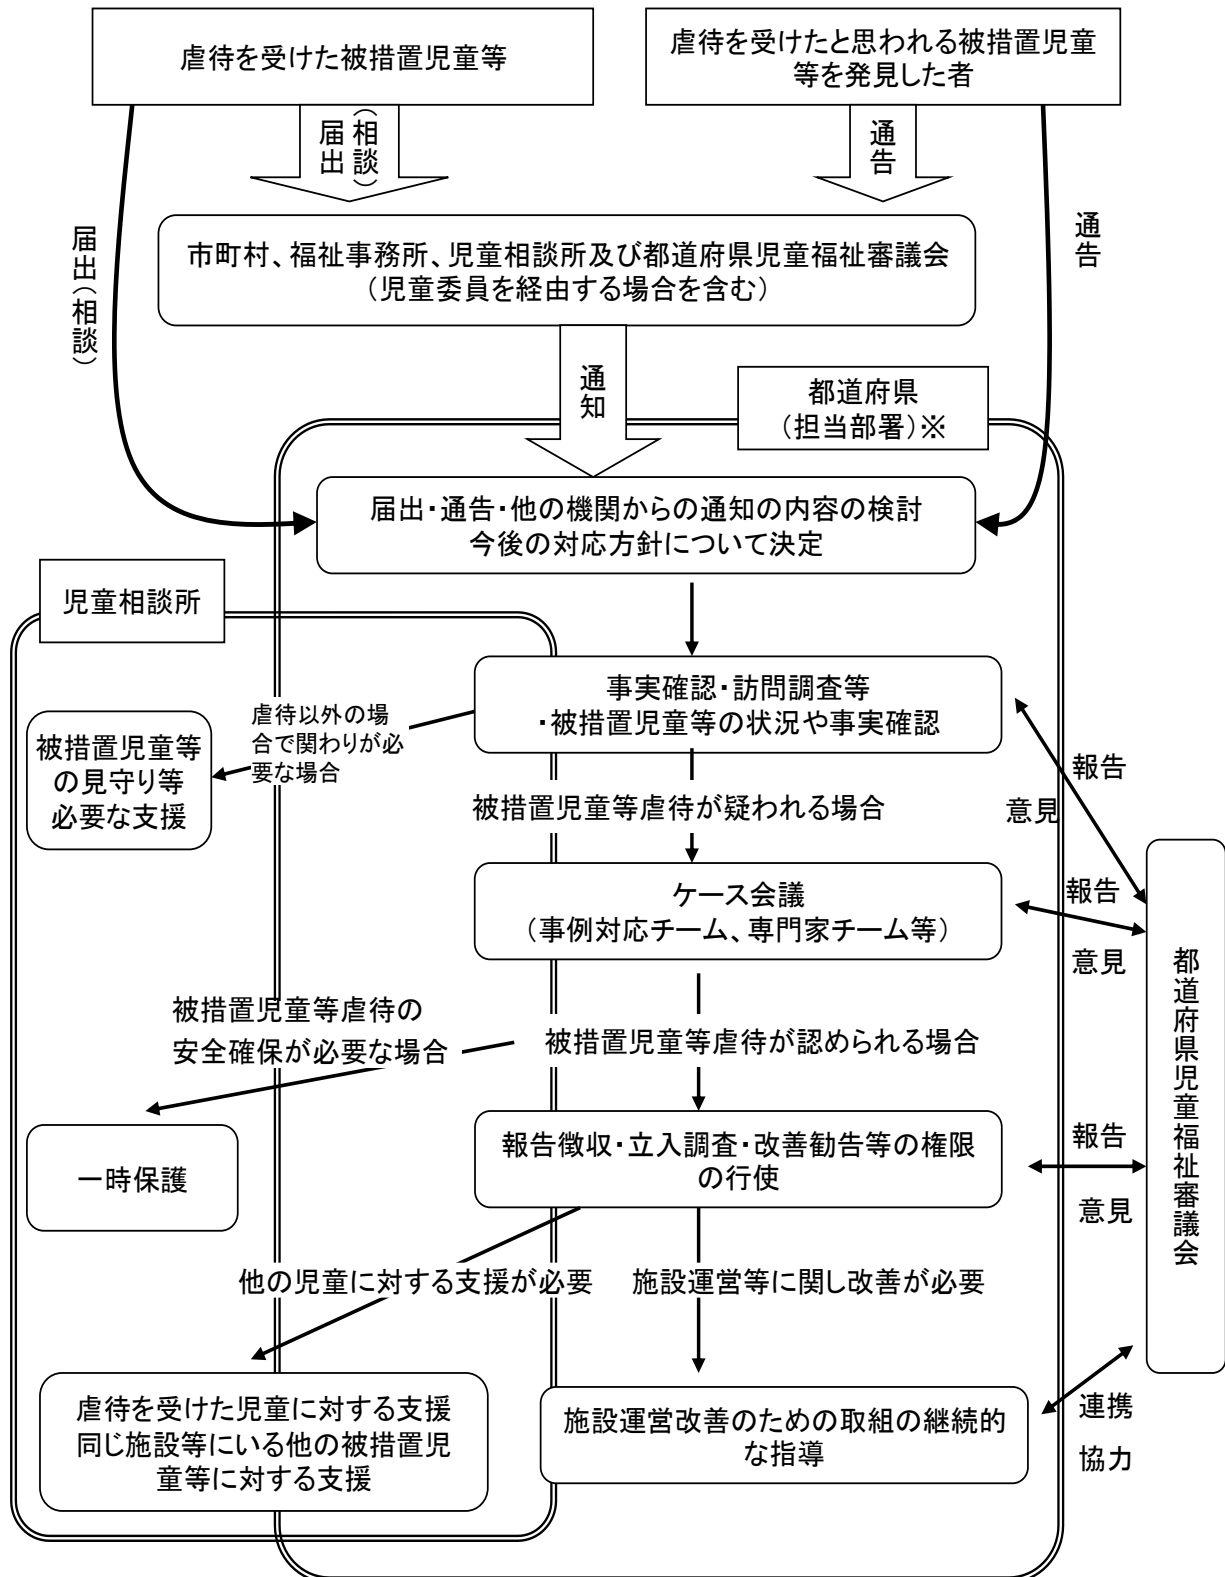 虐待を受けた被措置児童等
虐待を受けたと思われる被措置児童
等を発見した者
届出
（相談）
通告
届出（相談）
通告
市町村、福祉事務所、児童相談所及び都道府県児童福祉審議会
（児童委員を経由する場合を含む）
通知
都道府県
（担当部署）※
届出・通告・他の機関からの通知の内容の検討
今後の対応方針について決定
児童相談所
事実確認・訪問調査等
・被措置児童等の状況や事実確認
虐待以外の場
合で関わりが必
要な場合
被措置児童等
の見守り等
必要な支援
報告
意見
被措置児童等虐待が疑われる場合
ケース会議
（事例対応チーム、専門家チーム等）
報告
意見
都道府県児童福祉審議会
被措置児童等虐待の
安全確保が必要な場合
被措置児童等虐待が認められる場合
一時保護
報告徴収・立入調査・改善勧告等の権限
の行使
報告
意見
他の児童に対する支援が必要
施設運営等に関し改善が必要
虐待を受けた児童に対する支援
同じ施設等にいる他の被措置児
童等に対する支援
施設運営改善のための取組の継続的
な指導
連携
協力